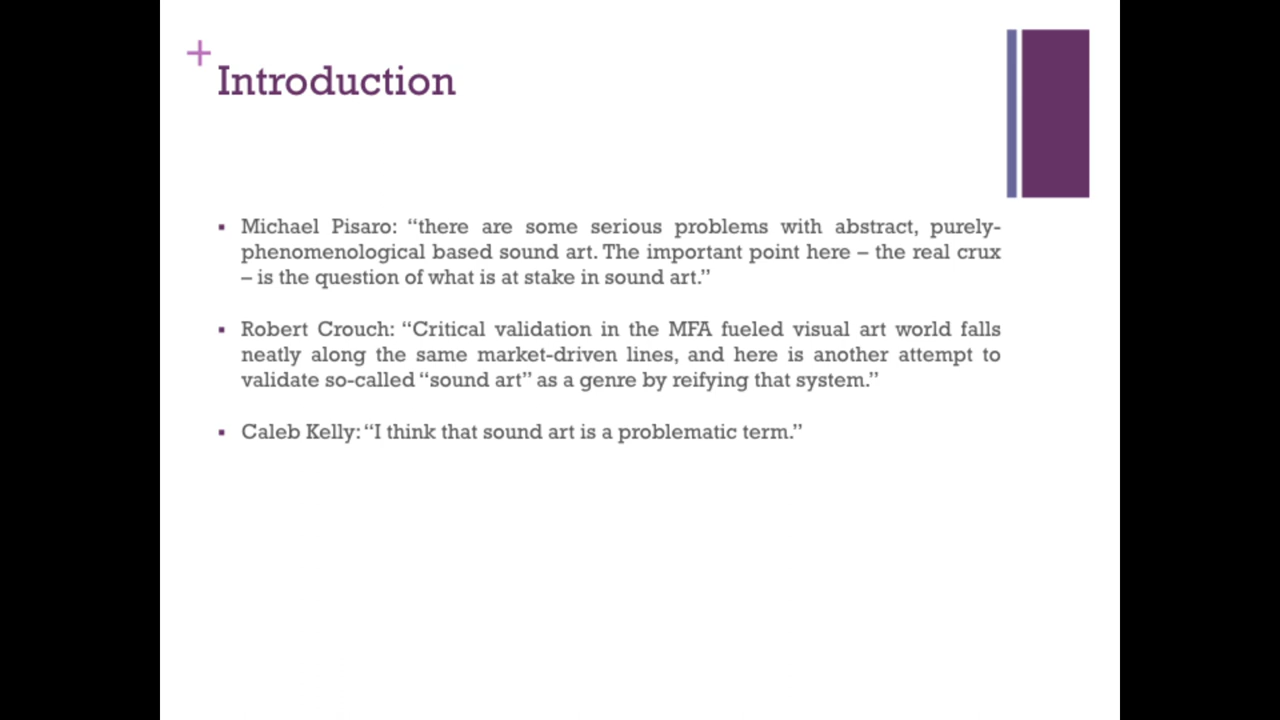 +
Introduction
▪ Michael Pisaro: “there are some serious problems with abstract, purely-
phenomenological based sound art. The important point here – the real crux
– is the question of what is at stake in sound art.”
▪ Robert Crouch: “Critical validation in the MFA fueled visual art world falls
neatly along the same market-driven lines, and here is another attempt to
validate so-called “sound art” as a genre by reifying that system.”
▪ Caleb Kelly: “I think that sound art is a problematic term.”